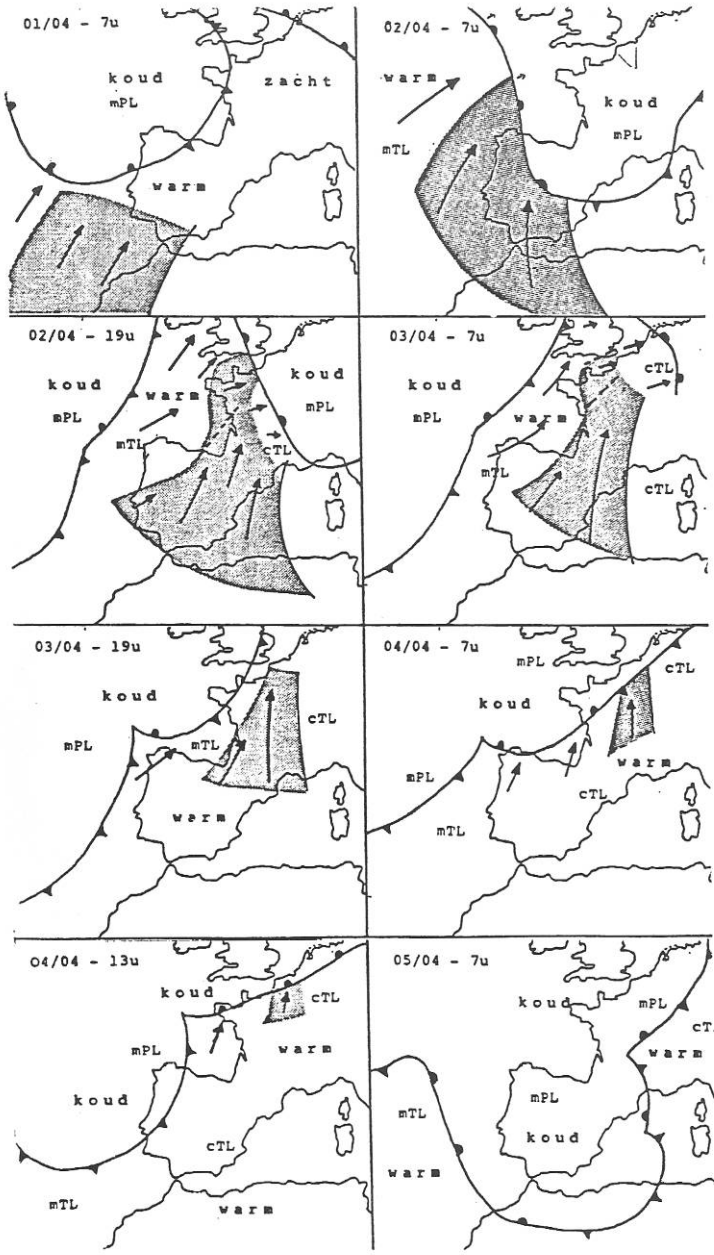 01/04 - 7u
koud
mPL
zacht
warm
02/04 - 7u
warm
koud
mPL
mTL
02/04 - 19u
koud
mPL
warm
mTL
koud
mPL
cTL
03/04 - 7u
koud
mPL
cTL
warm
mTL
cTL
03/04 - 19u
koud
mPL
mTL
cTL
warm
04/04 - 7u
mPL
cTL
koud
mPL
warm
cTL
mTL
04/04 - 13u
koud
cTL
mPL
warm
koud
cTL
mTL
warm
05/04 - 7u
koud
mPL
cTL
warm
mPL
mTL
koud
warm